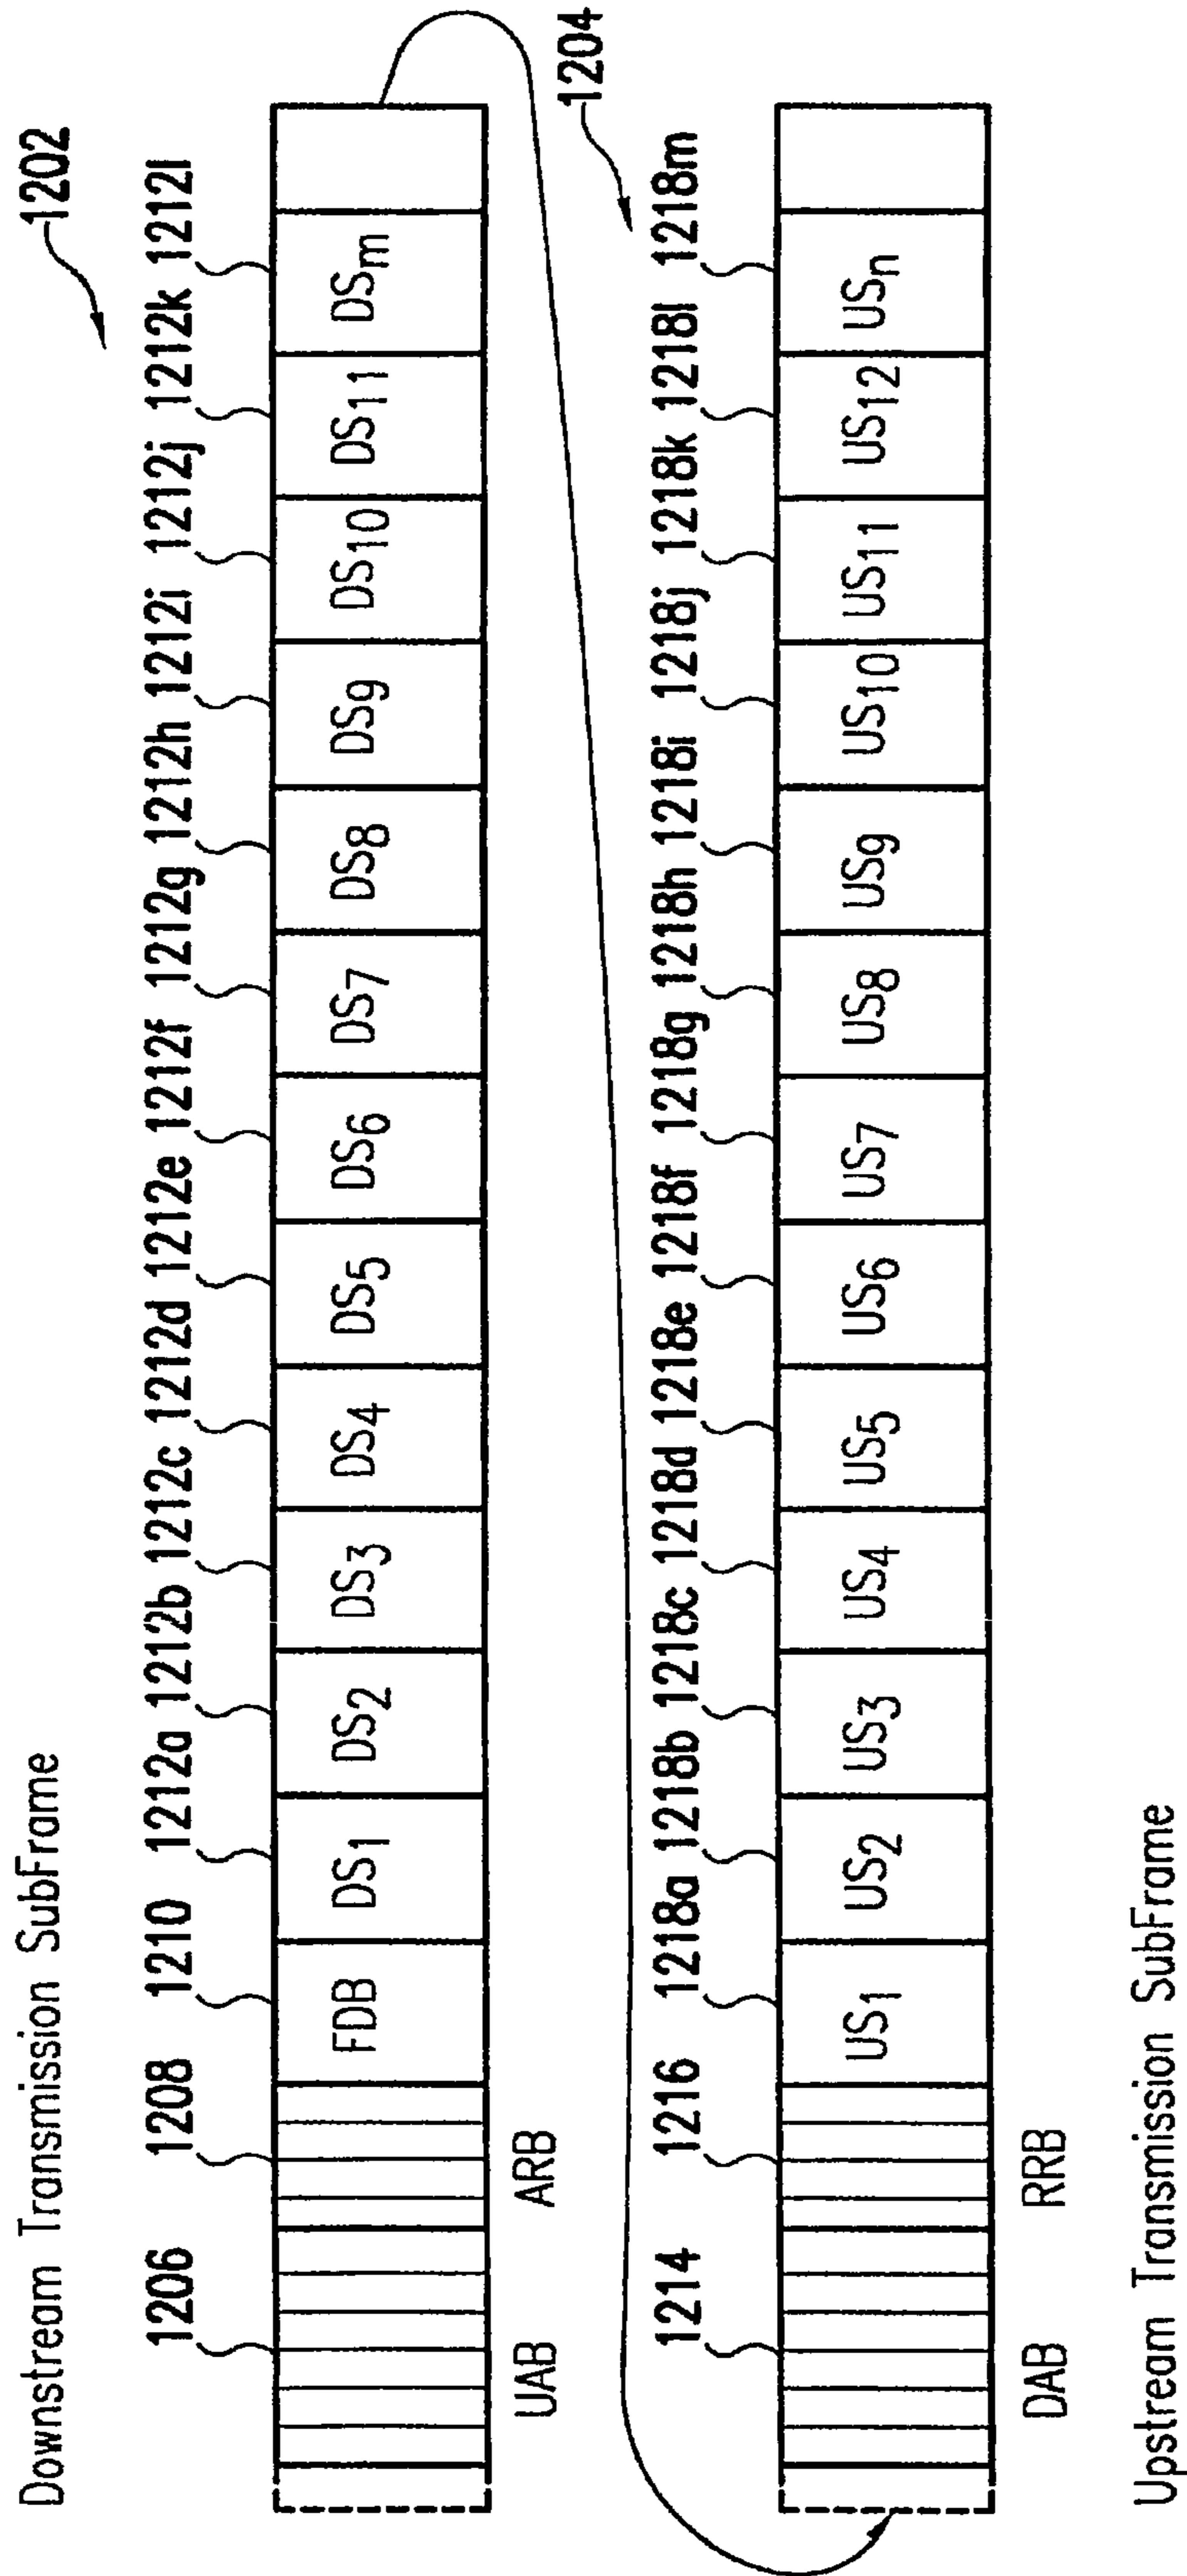 Downstream Transmission SubFrame
1202
1206 1208 1210 1212a 1212b 1212c 1212d 1212e 1212f 1212g 1212h 1212i 1212j 1212k 1212l
FDB DS1 DS2 DS3 DS4 DS5 DS6 DS7 DS8 DS9 DS10 DS11 DSm
UAB ARB
1204
1214 1216 1218a 1218b 1218c 1218d 1218e 1218f 1218g 1218h 1218i 1218j 1218k 1218l 1218m
US1 US2 US3 US4 US5 US6 US7 US8 US9 US10 US11 US12 USn
DAB RRB
Upstream Transmission SubFrame